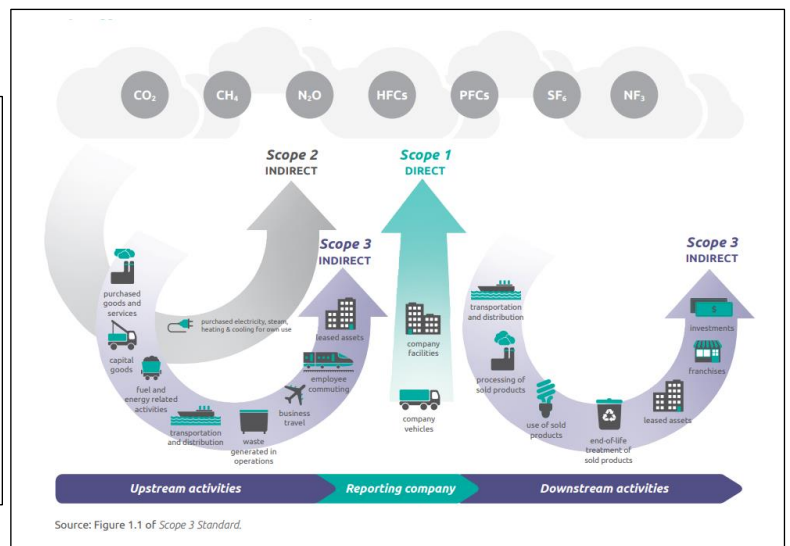 CO₂
CH₄
N₂O
HFCs
PFCs
SF₆
NF₃
Scope 2
INDIRECT
Scope 1
DIRECT
Scope 3
INDIRECT
Scope 3
INDIRECT
purchased
goods and
services
capital
goods
fuel and
energy related
activities
transportation
and distribution
waste
generated in
operations
business
travel
employee
commuting
leased assets
purchased electricity, steam,
heating & cooling for own use
company
facilities
company
vehicles
transportation
and distribution
processing of
sold products
use of sold
products
end-of-life
treatment of
sold products
leased assets
franchises
investments
$
Upstream activities
Reporting company
Downstream activities
Source: Figure 1.1 of Scope 3 Standard.